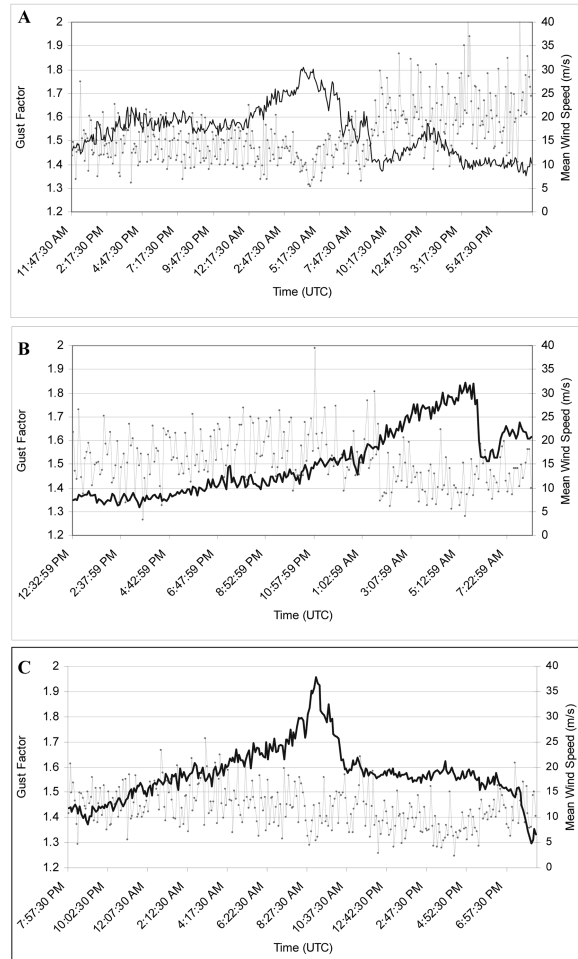 A
2
1.9
1.8
1.7
1.6
1.5
1.4
1.3
1.2
Gust Factor
40
35
30
25
20
15
10
5
0
Mean Wind Speed (m/s)
11:47:30 AM
2:17:30 PM
4:47:30 PM
7:17:30 PM
9:47:30 PM
12:17:30 AM
2:47:30 AM
5:17:30 AM
7:47:30 AM
10:17:30 AM
12:47:30 PM
3:17:30 PM
5:47:30 PM
Time (UTC)
B
2
1.9
1.8
1.7
1.6
1.5
1.4
1.3
1.2
Gust Factor
40
35
30
25
20
15
10
5
0
Mean Wind Speed (m/s)
12:32:59 PM
2:37:59 PM
4:42:59 PM
6:47:59 PM
8:52:59 PM
10:57:59 PM
1:02:59 AM
3:07:59 AM
5:12:59 AM
7:22:59 AM
Time (UTC)
C
2
1.9
1.8
1.7
1.6
1.5
1.4
1.3
1.2
Gust Factor
40
35
30
25
20
15
10
5
0
Mean Wind Speed (m/s)
7:57:30 PM
10:02:30 PM
12:07:30 AM
2:12:30 AM
4:17:30 AM
6:22:30 AM
8:27:30 AM
10:37:30 AM
12:42:30 PM
2:47:30 PM
4:52:30 PM
6:57:30 PM
Time (UTC)